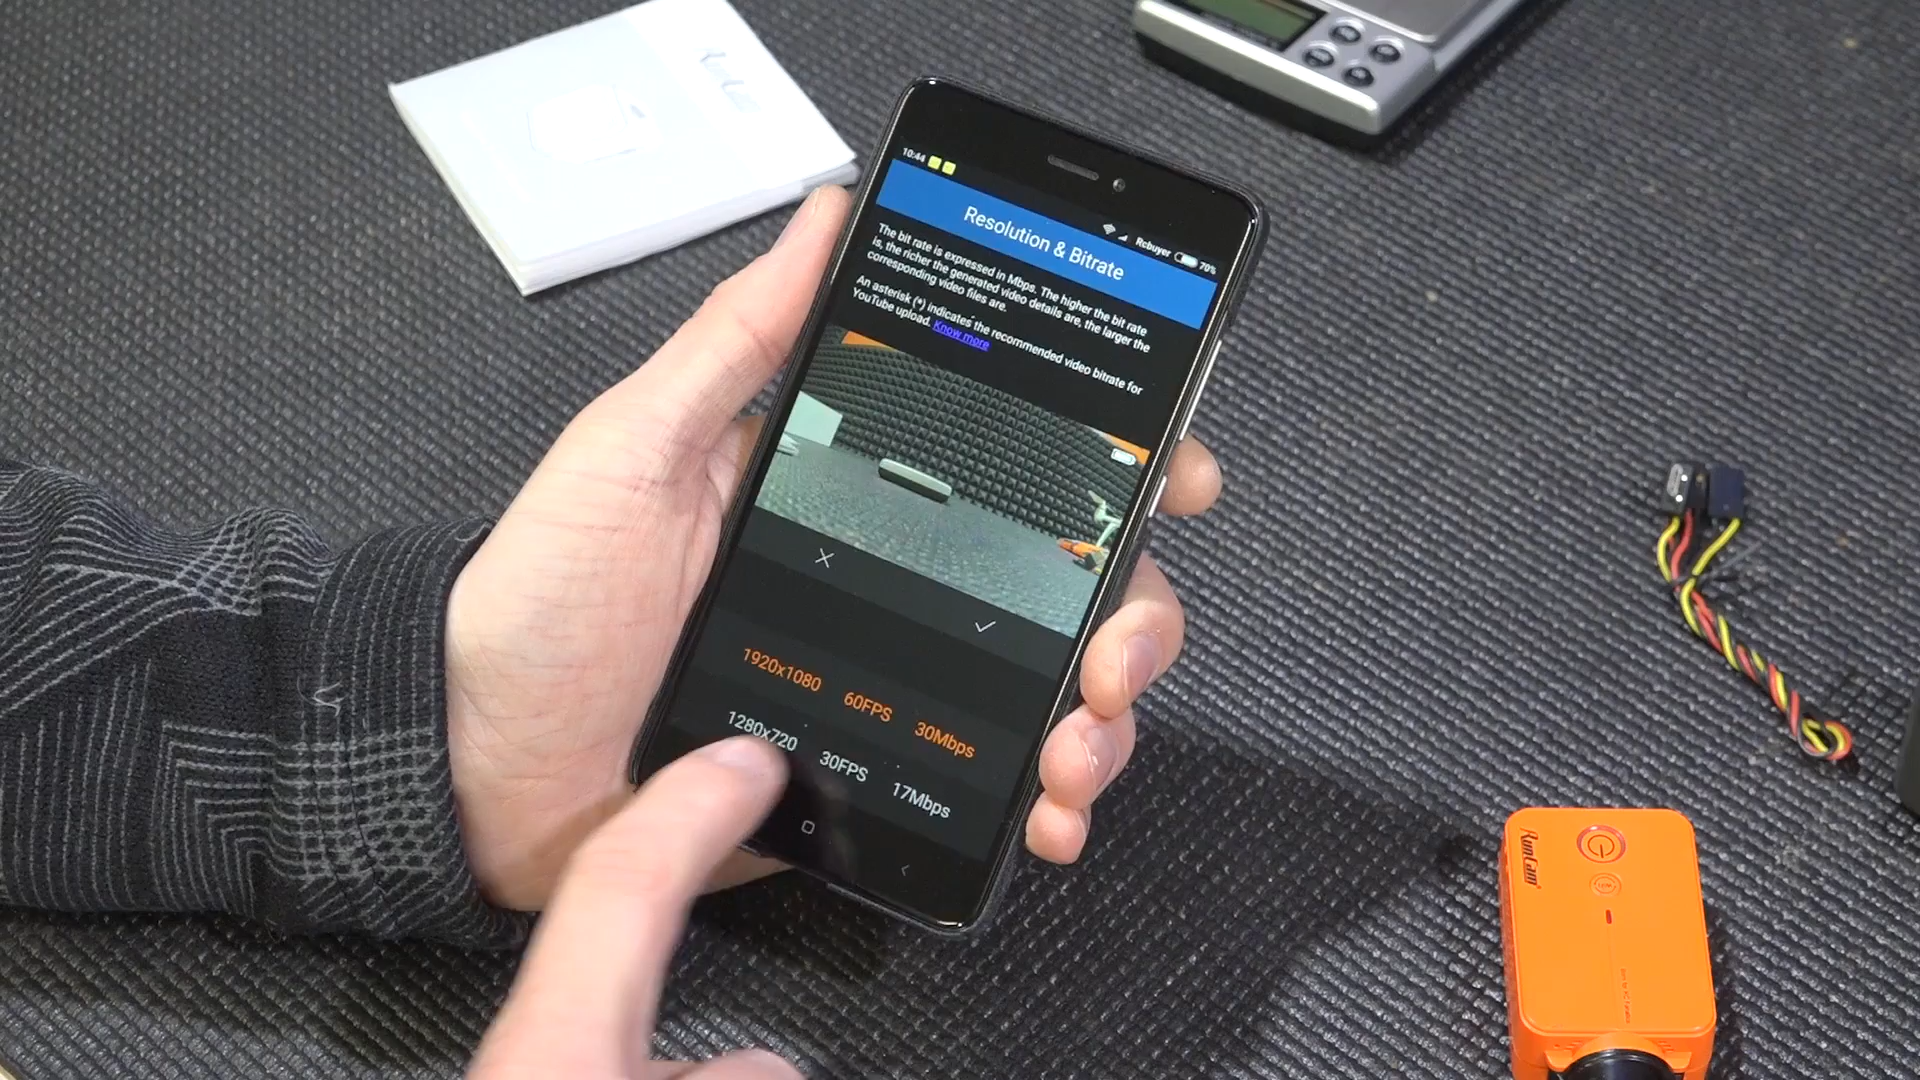 10:44
Rcbuyer 70%
Resolution & Bitrate
The bit rate is expressed in Mbps. The higher the bit rate
is, the richer the generated video details are, the larger the
corresponding video files are.
An asterisk (*) indicates the recommended video bitrate for
YouTube upload. Know more
1920x1080 60FPS 30Mbps
1280x720 30FPS 17Mbps
RunCam
WiFi